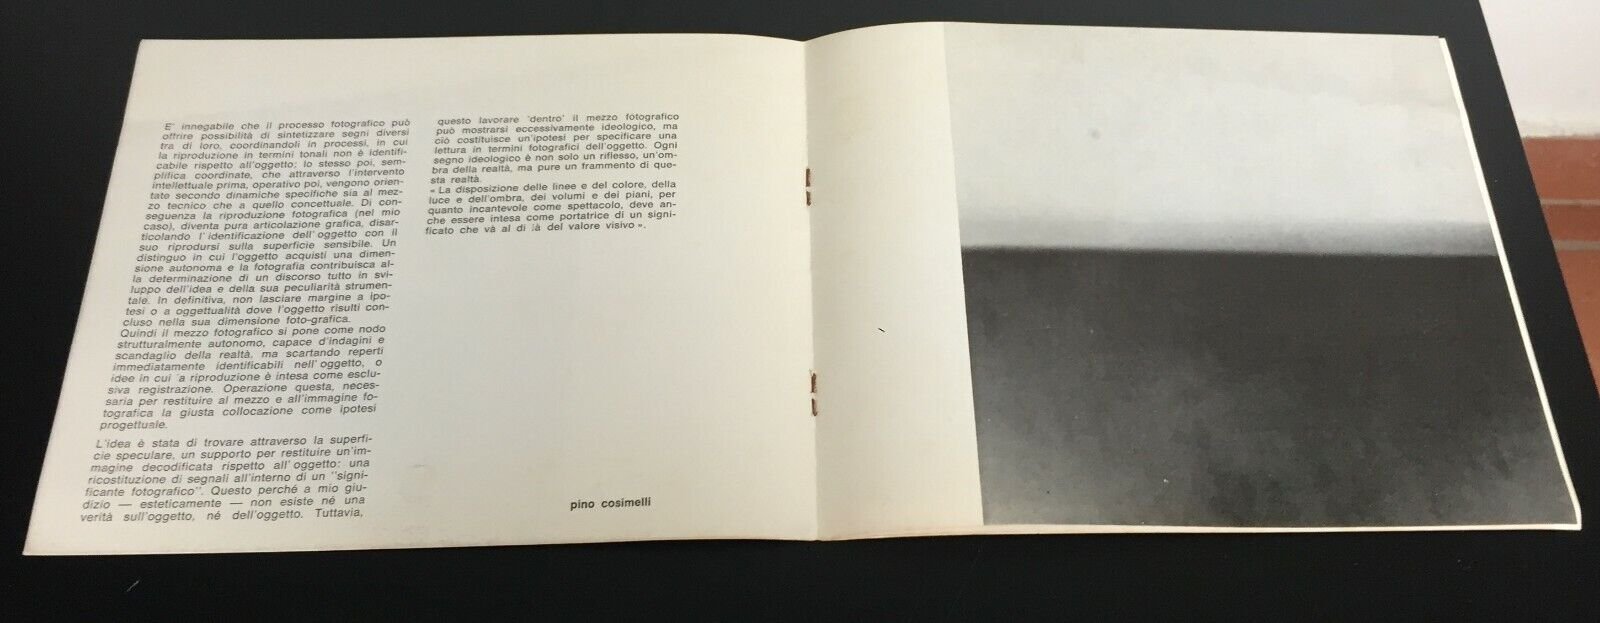 E' innegabile che il processo fotografico può
offrire possibilità di sintetizzare segni diversi
tra di loro, coordinandoli in processi, in cui
la riproduzione in termini tonali non è identifi-
cabile rispetto all'oggetto; lo stesso poi, sem-
plifica coordinate, che attraverso l'intervento
intellettuale prima, operativo poi, vengono orien-
tate secondo dinamiche specifiche sia al mez-
zo tecnico che a quello concettuale. Di con-
seguenza la riproduzione fotografica (nel mio
caso), diventa pura articolazione grafica, disar-
ticolando l'identificazione dell'oggetto con il
suo riprodursi sulla superficie sensibile. Un
distinguo in cui l'oggetto acquisti una dimen-
sione autonoma e la fotografia contribuisca al-
la determinazione di un discorso tutto in svi-
luppo dell'idea e della sua peculiarità strumen-
tale. In definitiva, non lasciare margine a ipo-
tesi o a oggettualità dove l'oggetto risulti con-
cluso nella sua dimensione foto-grafica.
Quindi il mezzo fotografico si pone come nodo
strutturalmente autonomo, capace d'indagini e
scandaglio della realtà, ma scartando reperti
immediatamente identificabili nell'oggetto, o
idee in cui a riproduzione è intesa come esclu-
siva registrazione. Operazione questa, neces-
saria per restituire al mezzo e all'immagine fo-
tografica la giusta collocazione come ipotesi
progettuale.
L'idea è stata di trovare attraverso la superfi-
cie speculare, un supporto per restituire un'im-
magine decodificata rispetto all'oggetto: una
ricostituzione di segnali all'interno di un "signi-
ficante fotografico". Questo perché a mio giu-
dizio — esteticamente — non esiste né una
verità sull'oggetto, né dell'oggetto. Tuttavia,
questo lavorare 'dentro' il mezzo fotografico
può mostrarsi eccessivamente ideologico, ma
ciò costituisce un'ipotesi per specificare una
lettura in termini fotografici dell'oggetto. Ogni
segno ideologico è non solo un riflesso, un'om-
bra della realtà, ma pure un frammento di que-
sta realtà.
« La disposizione delle linee e del colore, della
luce e dell'ombra, dei volumi e dei piani, per
quanto incantevole come spettacolo, deve an-
che essere intesa come portatrice di un signi-
ficato che và al di là del valore visivo ».
pino cosimelli